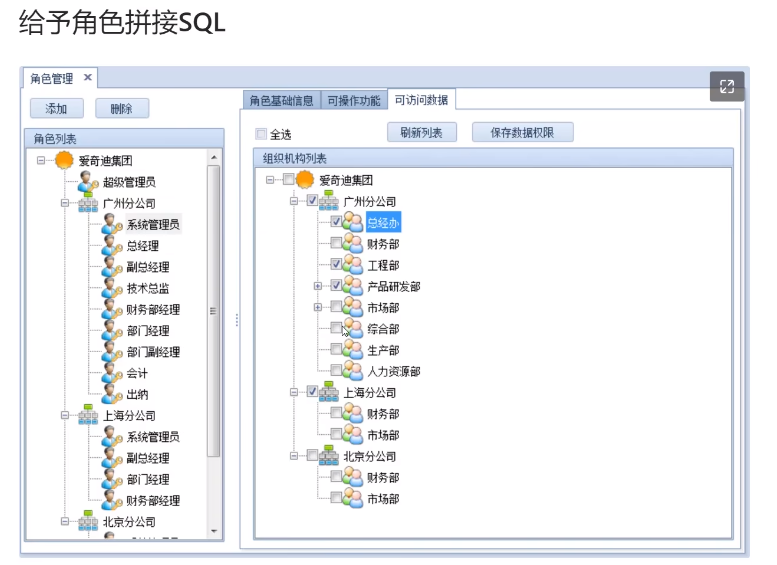 给予角色拼接SQL
角色管理 ×
添加 删除
角色列表
爱奇迪集团
超级管理员
广州分公司
系统管理员
总经理
副总经理
技术总监
财务部经理
部门经理
部门副经理
会计
出纳
上海分公司
系统管理员
副总经理
部门经理
财务部经理
北京分公司
角色基础信息 可操作功能 可访问数据
全选 刷新列表 保存数据权限
组织机构列表
爱奇迪集团
广州分公司
总经办
财务部
工程部
产品研发部
市场部
综合部
生产部
人力资源部
上海分公司
财务部
市场部
北京分公司
财务部
市场部